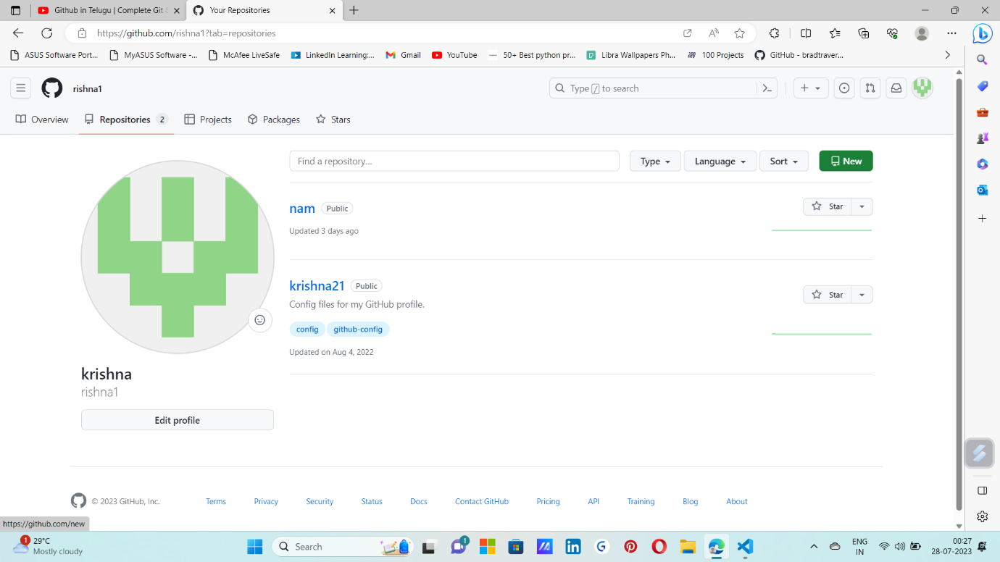 Github in Telugu | Complete Git &
Your Repositories
https://github.com/rishna1?tab=repositories
ASUS Software Port...
MyASUS Software -...
McAfee LiveSafe
LinkedIn Learning:...
Gmail
YouTube
50+ Best python pr...
Libra Wallpapers Ph...
100 Projects
GitHub - bradtraver...
rishna1
Type / to search
Overview
Repositories 2
Projects
Packages
Stars
Find a repository...
Type
Language
Sort
New
nam Public
Star
Updated 3 days ago
krishna21 Public
Star
Config files for my GitHub profile.
config github-config
Updated on Aug 4, 2022
krishna
rishna1
Edit profile
© 2023 GitHub, Inc.
Terms
Privacy
Security
Status
Docs
Contact GitHub
Pricing
API
Training
Blog
About
https://github.com/new
1
29°C
Mostly cloudy
Search
1
ENG
IN
00:27
28-07-2023